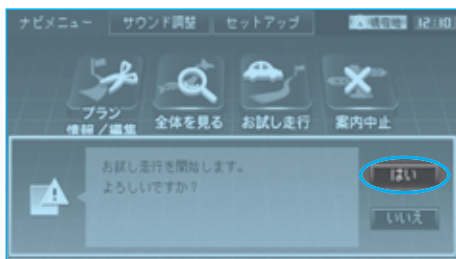 ナビメニュー サウンド調整 セットアップ 現在地 12:10
プラン
情報／編集 全体を見る お試し走行 案内中止
お試し走行を開始します。
よろしいですか？
はい
いいえ